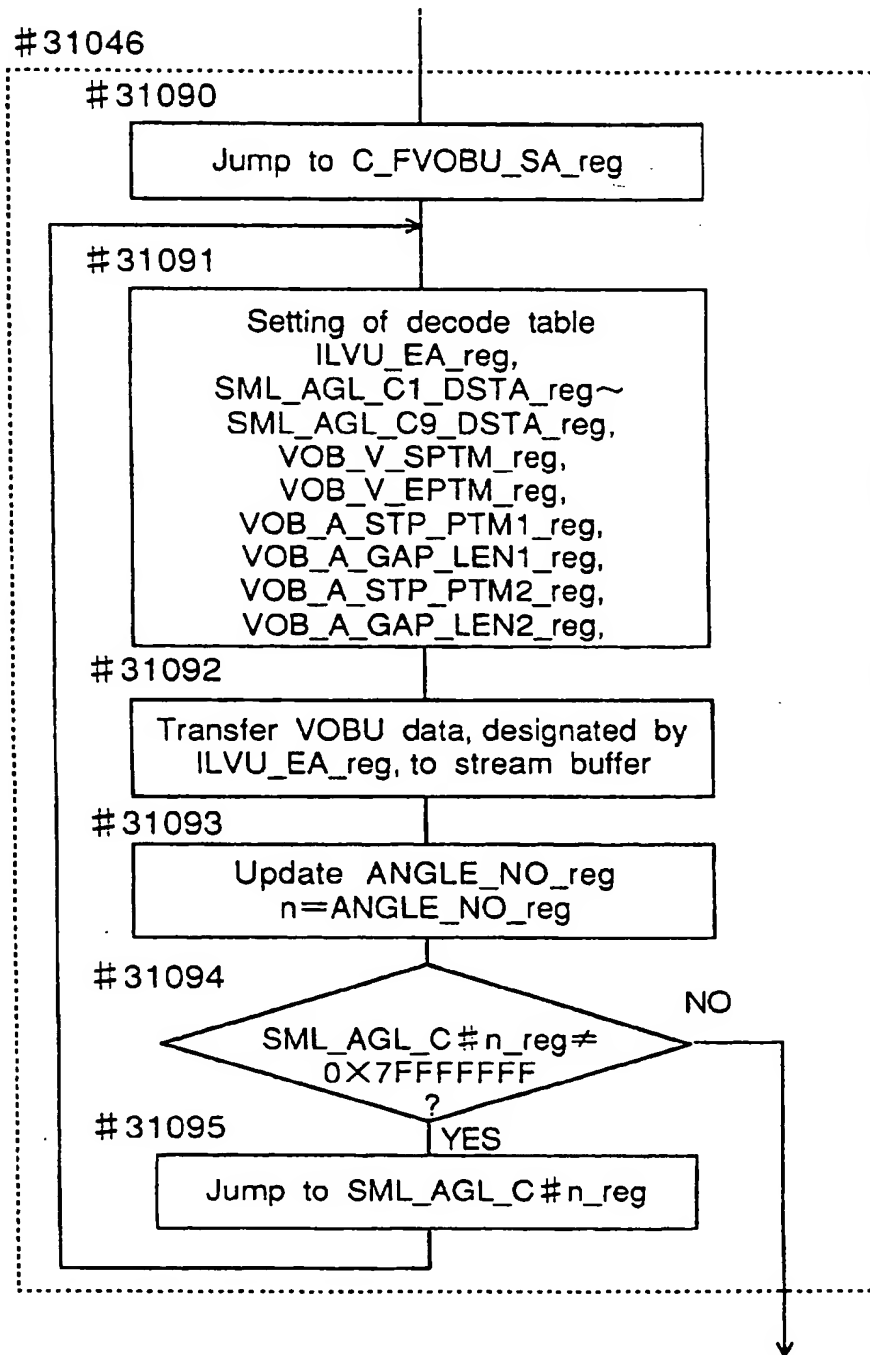 #31046
#31090
Jump to C_FVOBU_SA_reg
#31091
Setting of decode table
ILVU_EA_reg,
SML_AGL_C1_DSTA_reg~
SML_AGL_C9_DSTA_reg,
VOB_V_SPTM_reg,
VOB_V_EPTM_reg,
VOB_A_STP_PTM1_reg,
VOB_A_GAP_LEN1_reg,
VOB_A_STP_PTM2_reg,
VOB_A_GAP_LEN2_reg,
#31092
Transfer VOBU data, designated by
ILVU_EA_reg, to stream buffer
#31093
Update ANGLE_NO_reg
n=ANGLE_NO_reg
#31094
NO
SML_AGL_C#n_reg≠
0X7FFFFFFF
?
#31095
YES
Jump to SML_AGL_C#n_reg